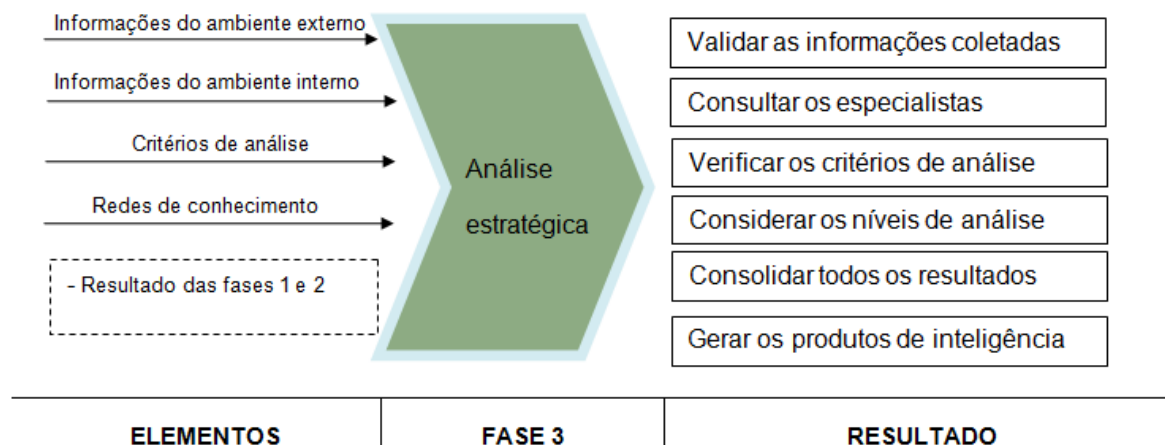 Informações do ambiente externo
Informações do ambiente interno
Critérios de análise
Redes de conhecimento
- Resultado das fases 1 e 2
Análise
estratégica
Validar as informações coletadas
Consultar os especialistas
Verificar os critérios de análise
Considerar os níveis de análise
Consolidar todos os resultados
Gerar os produtos de inteligência
ELEMENTOS
FASE 3
RESULTADO